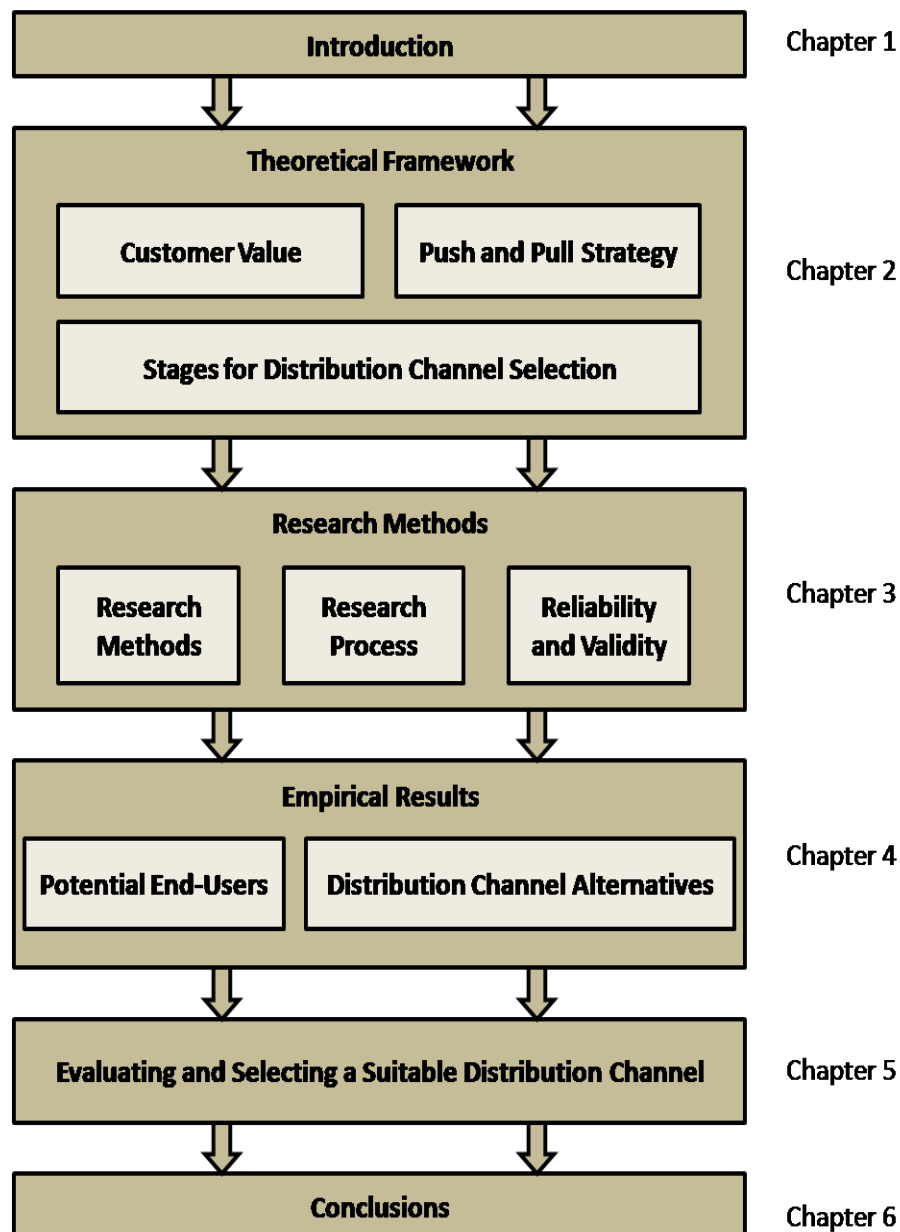 Introduction
Chapter 1
Theoretical Framework
Customer Value
Push and Pull Strategy
Chapter 2
Stages for Distribution Channel Selection
Research Methods
Research
Methods
Research
Process
Reliability
and Validity
Chapter 3
Empirical Results
Potential End-Users
Distribution Channel Alternatives
Chapter 4
Evaluating and Selecting a Suitable Distribution Channel
Chapter 5
Conclusions
Chapter 6